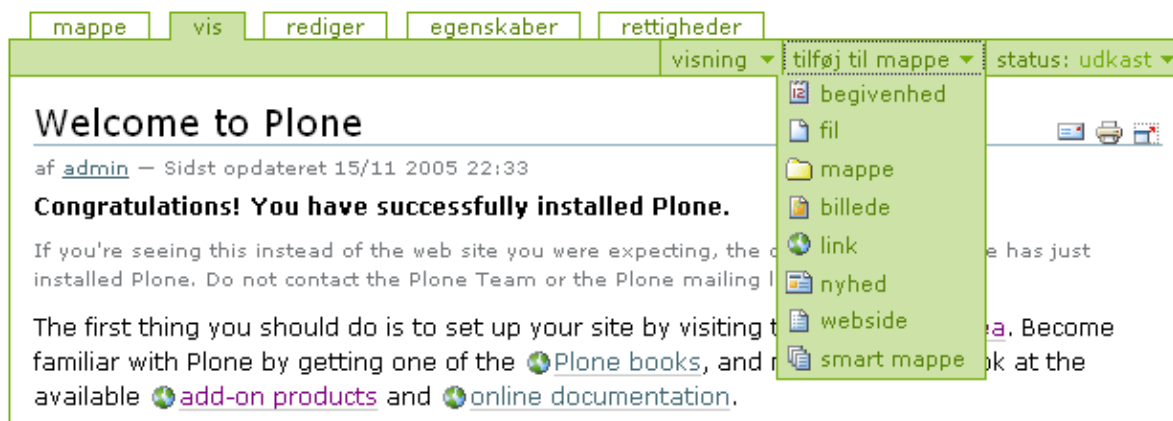 mappe vis rediger egenskaber rettigheder
visning tilføj til mappe status: udkast
begivenhed
fil
mappe
billede
link
nyhed
webside
smart mappe
Welcome to Plone
af admin — Sidst opdateret 15/11 2005 22:33
Congratulations! You have successfully installed Plone.
If you're seeing this instead of the web site you were expecting, the has just
installed Plone. Do not contact the Plone Team or the Plone mailing
The first thing you should do is to set up your site by visiting Become
familiar with Plone by getting one of the Plone books, and at the
available add-on products and online documentation.